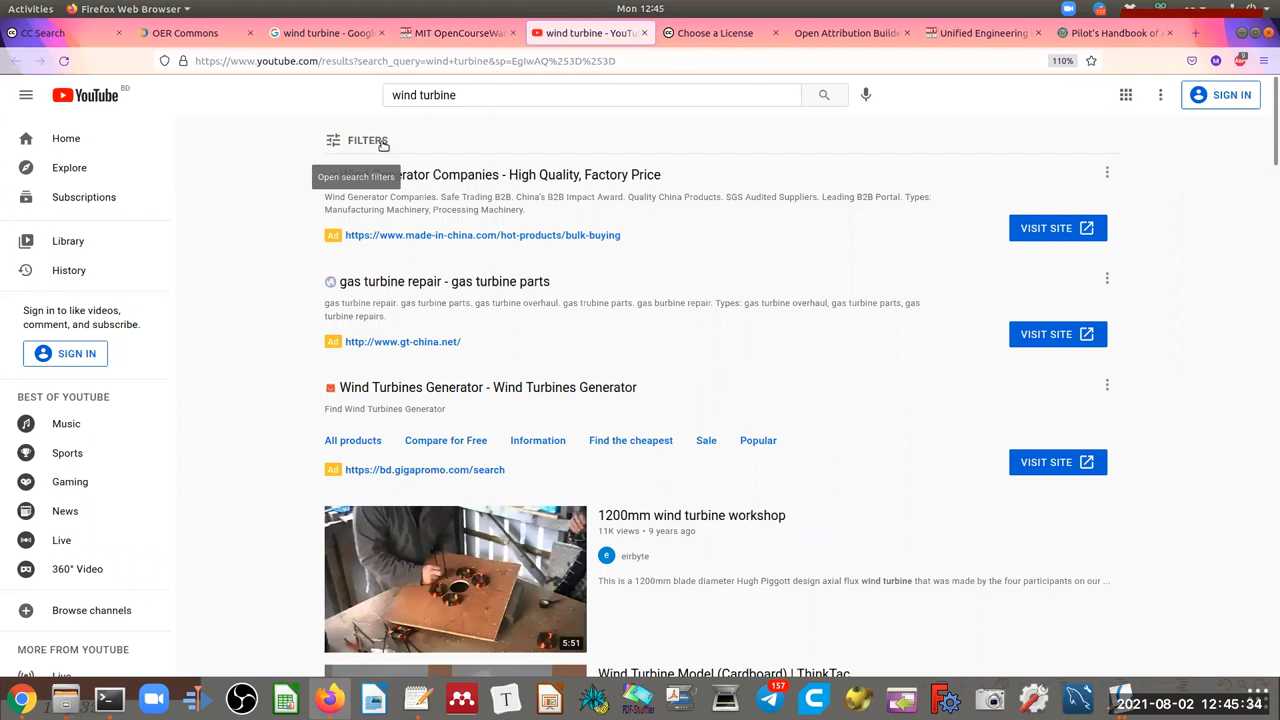 Activities
Firefox Web Browser
Mon 12:45
CC Search
OER Commons
wind turbine - Goog
MIT OpenCourseWar
wind turbine - YouTu
Choose a License
Open Attribution Builde
Unified Engineering
Pilot's Handbook of
https://www.youtube.com/results?search_query=wind+turbine&sp=EgIwAQ%253D%253D
110%
YouTube BD
wind turbine
SIGN IN
Home
Explore
Subscriptions
Library
History
Sign in to like videos,
comment, and subscribe.
SIGN IN
BEST OF YOUTUBE
Music
Sports
Gaming
News
Live
360° Video
Browse channels
MORE FROM YOUTUBE
Live
FILTERS
Open search filters
erator Companies - High Quality, Factory Price
Wind Generator Companies. Safe Trading B2B. China's B2B Impact Award. Quality China Products. SGS Audited Suppliers. Leading B2B Portal. Types:
Manufacturing Machinery, Processing Machinery.
Ad https://www.made-in-china.com/hot-products/bulk-buying
VISIT SITE
gas turbine repair - gas turbine parts
gas turbine repair. gas turbine parts. gas turbine overhaul. gas trubine parts. gas burbine repair. Types: gas turbine overhaul, gas turbine parts, gas
turbine repairs.
Ad http://www.gt-china.net/
VISIT SITE
Wind Turbines Generator - Wind Turbines Generator
Find Wind Turbines Generator
All products Compare for Free Information Find the cheapest Sale Popular
Ad https://bd.gigapromo.com/search
VISIT SITE
1200mm wind turbine workshop
11K views • 9 years ago
e eirbyte
This is a 1200mm blade diameter Hugh Piggott design axial flux wind turbine that was made by the four participants on our ...
5:51
Wind Turbine Model (Cardboard) | ThinkTac
PDF-Shuffler
157
2021-08-02 12:45:34